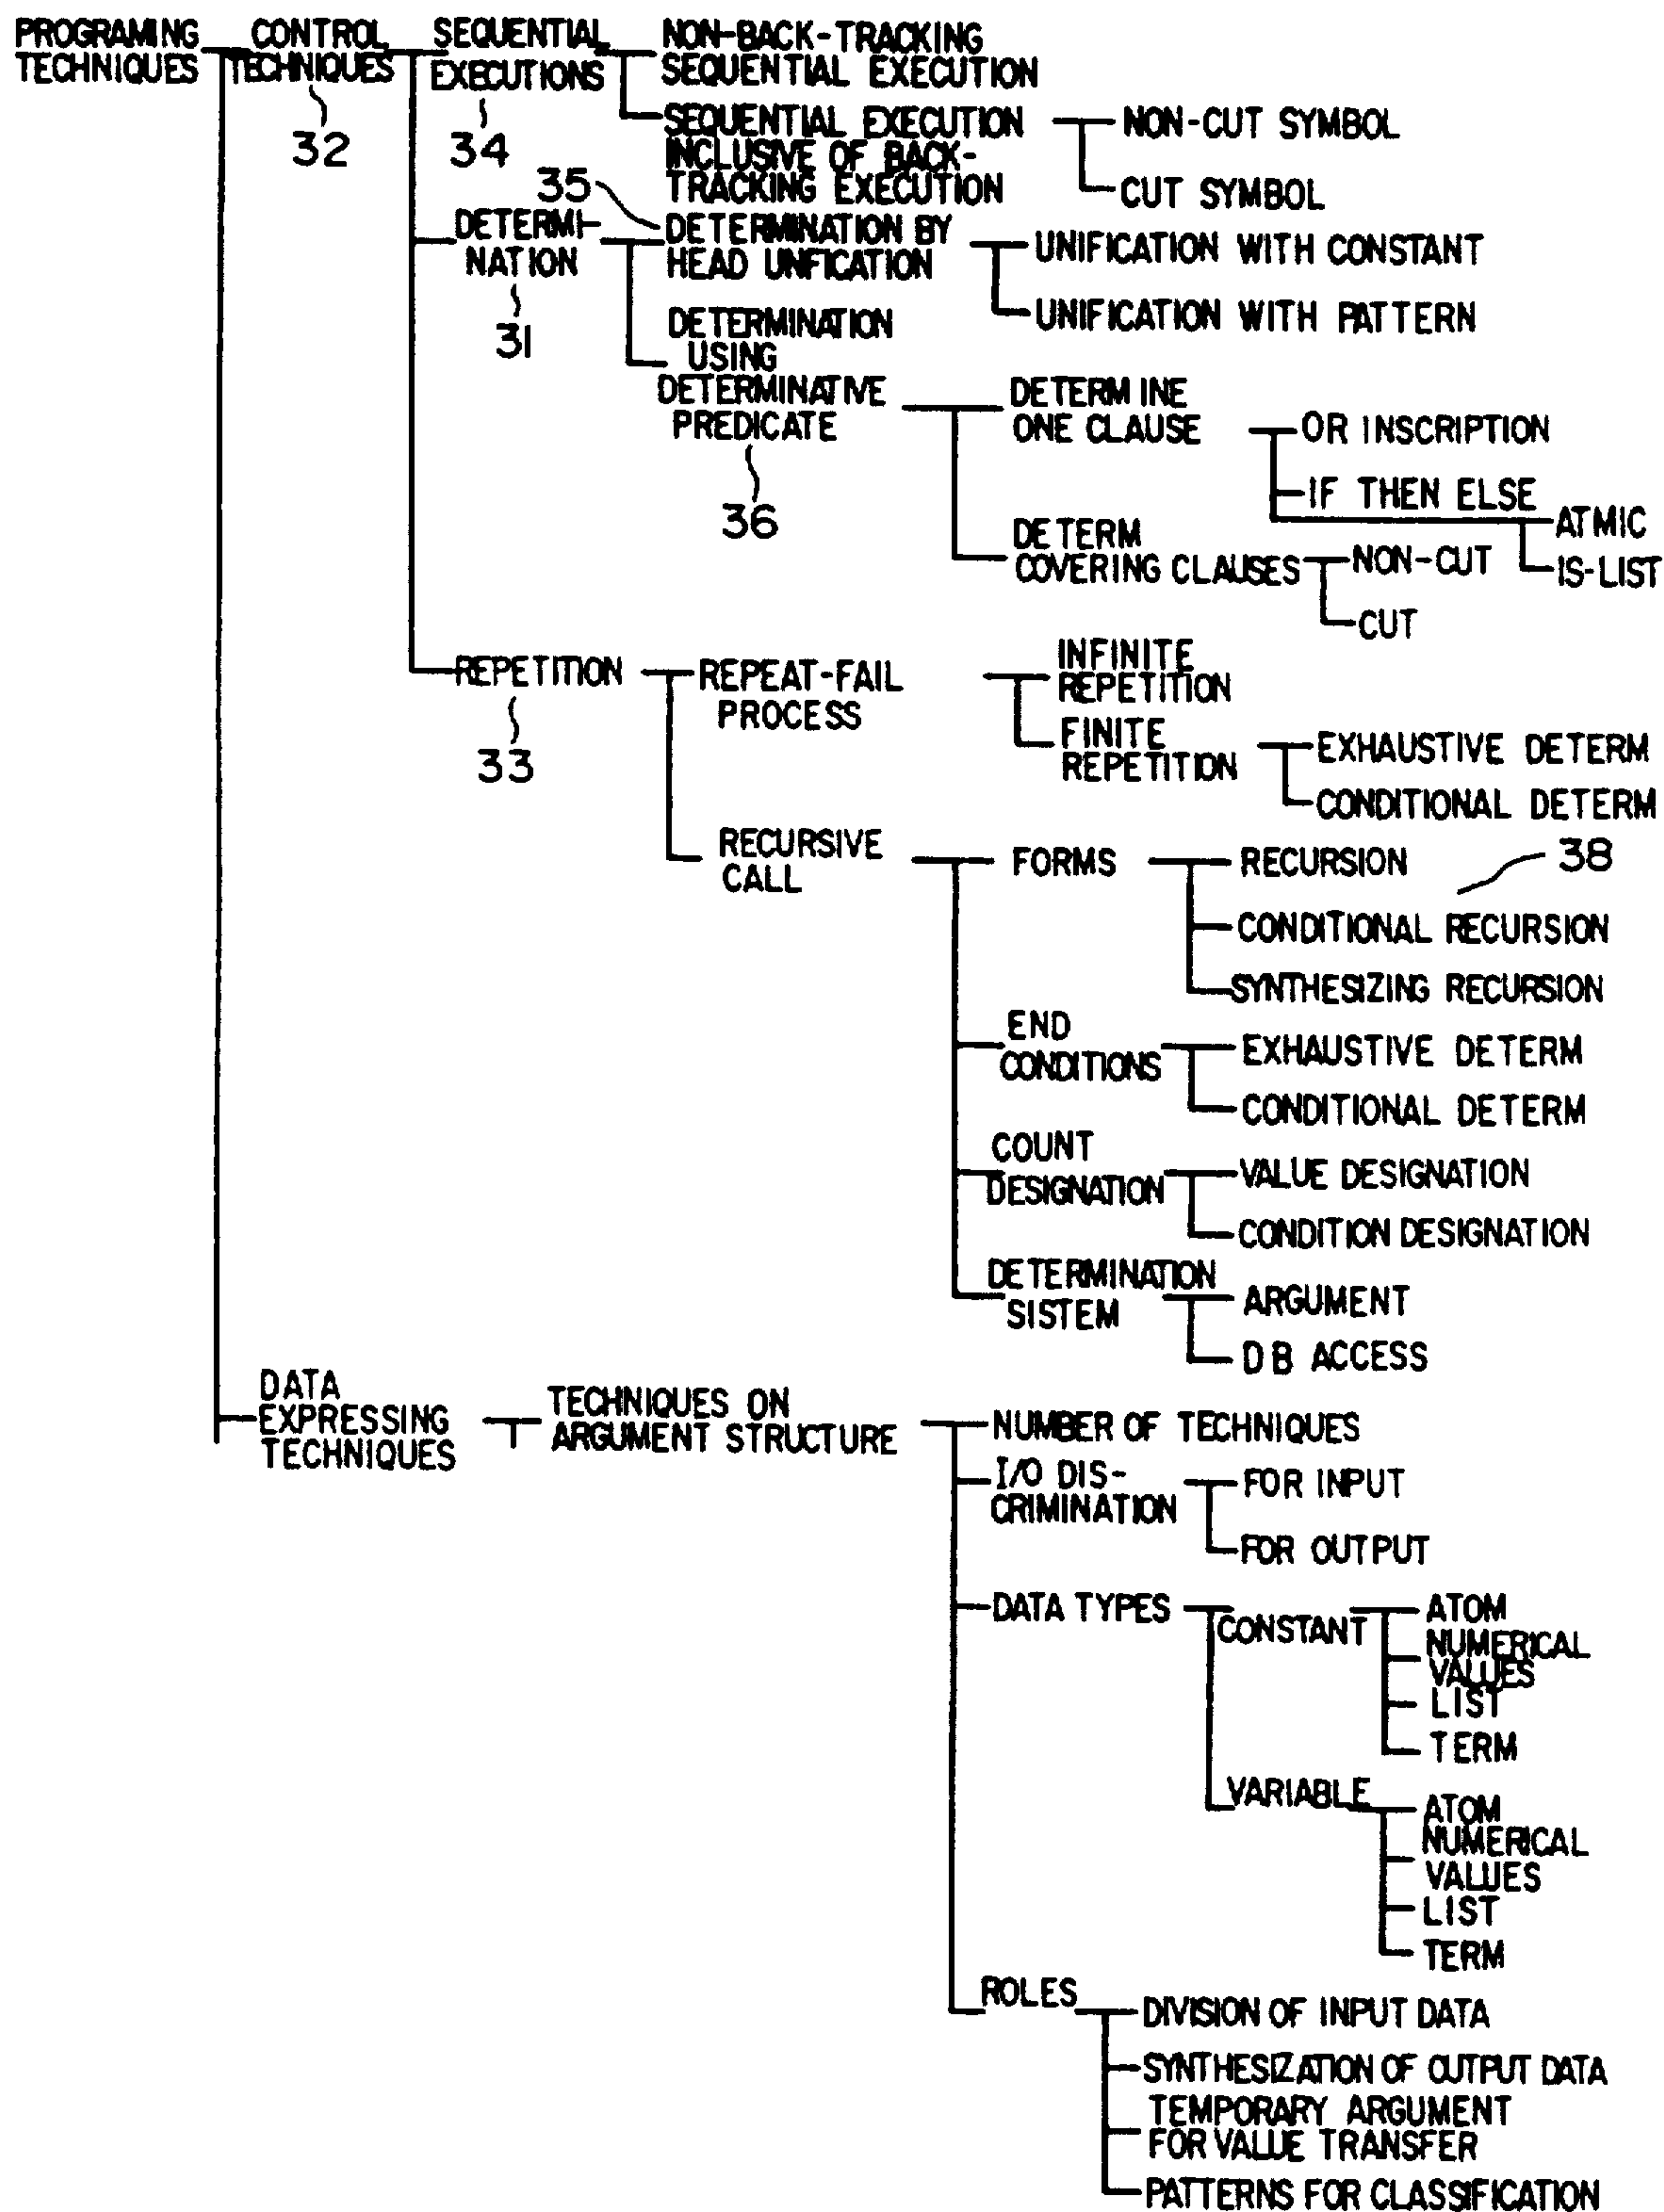 PROGRAMING
TECHNIQUES
CONTROL
TECHNIQUES
32
SEQUENTIAL
EXECUTIONS
34
NON-BACK-TRACKING
SEQUENTIAL EXECUTION
SEQUENTIAL EXECUTION
INCLUSIVE OF BACK-
TRACKING EXECUTION
NON-CUT SYMBOL
CUT SYMBOL
35
DETERMI-
NATION
31
DETERMINATION BY
HEAD UNFICATION
UNIFICATION WITH CONSTANT
UNIFICATION WITH PATTERN
DETERMINATION
USING
DETERMINATIVE
PREDICATE
36
DETERMINE
ONE CLAUSE
OR INSCRIPTION
IF THEN ELSE
ATMIC
IS-LIST
DETERM
COVERING CLAUSES
NON-CUT
CUT
REPETITION
33
REPEAT-FAIL
PROCESS
INFINITE
REPETITION
FINITE
REPETITION
EXHAUSTIVE DETERM
CONDITIONAL DETERM
RECURSIVE
CALL
FORMS
RECURSION
38
CONDITIONAL RECURSION
SYNTHESIZING RECURSION
END
CONDITIONS
EXHAUSTIVE DETERM
CONDITIONAL DETERM
COUNT
DESIGNATION
VALUE DESIGNATION
CONDITION DESIGNATION
DETERMINATION
SISTEM
ARGUMENT
DB ACCESS
DATA
EXPRESSING
TECHNIQUES
TECHNIQUES ON
ARGUMENT STRUCTURE
NUMBER OF TECHNIQUES
I/O DIS-
CRIMINATION
FOR INPUT
FOR OUTPUT
DATA TYPES
CONSTANT
ATOM
NUMERICAL
VALUES
LIST
TERM
VARIABLE
ATOM
NUMERICAL
VALUES
LIST
TERM
ROLES
DIVISION OF INPUT DATA
SYNTHESIZATION OF OUTPUT DATA
TEMPORARY ARGUMENT
FOR VALUE TRANSFER
PATTERNS FOR CLASSIFICATION